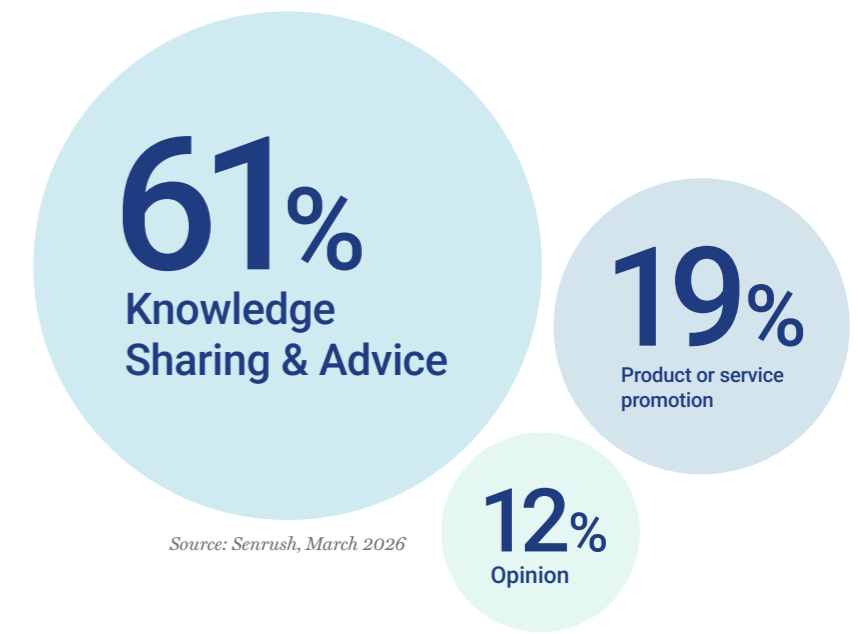 61%
Knowledge
Sharing & Advice
19%
Product or service
promotion
12%
Opinion
Source: Senrush, March 2026